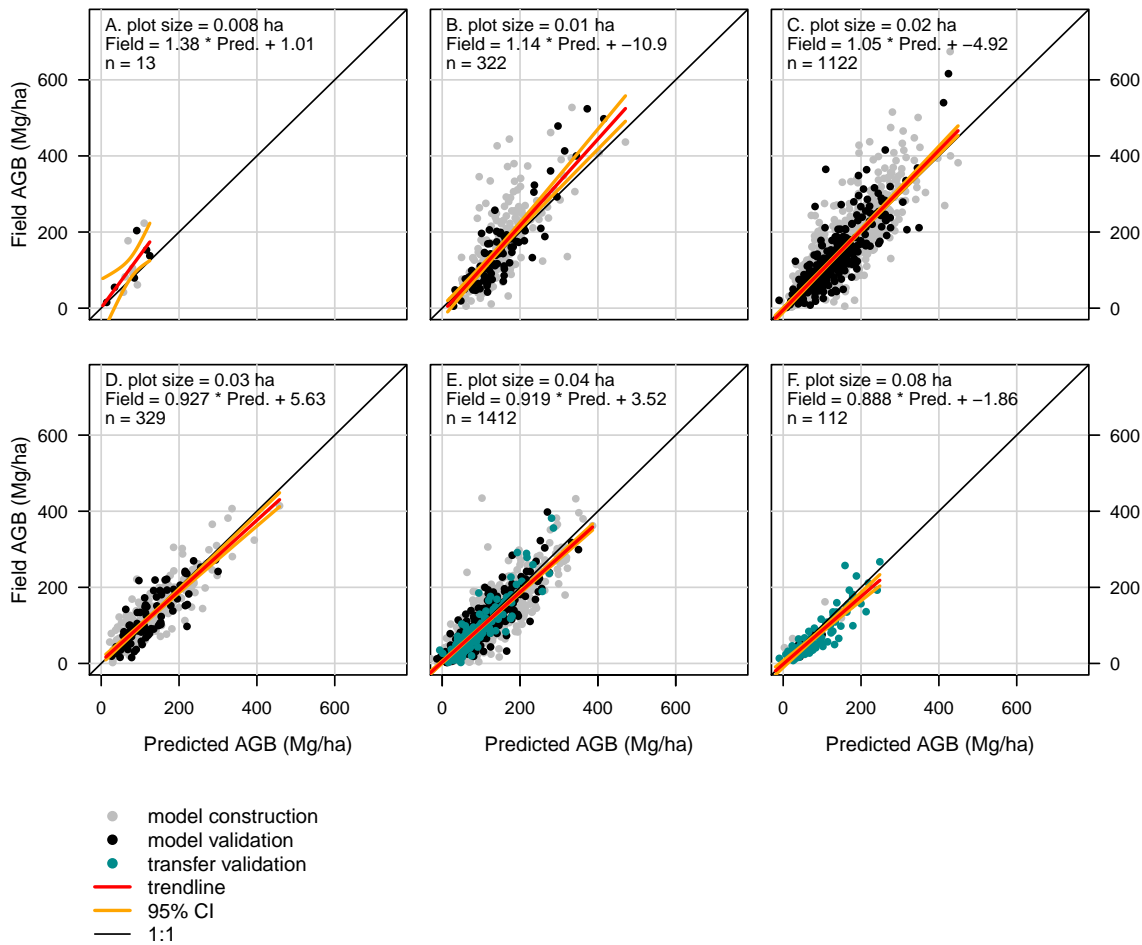 A. plot size = 0.008 ha
Field = 1.38 * Pred. + 1.01
n = 13
B. plot size = 0.01 ha
Field = 1.14 * Pred. + −10.9
n = 322
C. plot size = 0.02 ha
Field = 1.05 * Pred. + −4.92
n = 1122
Field AGB (Mg/ha)
600
400
200
0
600
400
200
0
D. plot size = 0.03 ha
Field = 0.927 * Pred. + 5.63
n = 329
E. plot size = 0.04 ha
Field = 0.919 * Pred. + 3.52
n = 1412
F. plot size = 0.08 ha
Field = 0.888 * Pred. + −1.86
n = 112
Field AGB (Mg/ha)
600
400
200
0
600
400
200
0
0 200 400 600
0 200 400 600
0 200 400 600
Predicted AGB (Mg/ha)
Predicted AGB (Mg/ha)
Predicted AGB (Mg/ha)
model construction
model validation
transfer validation
trendline
95% CI
1:1